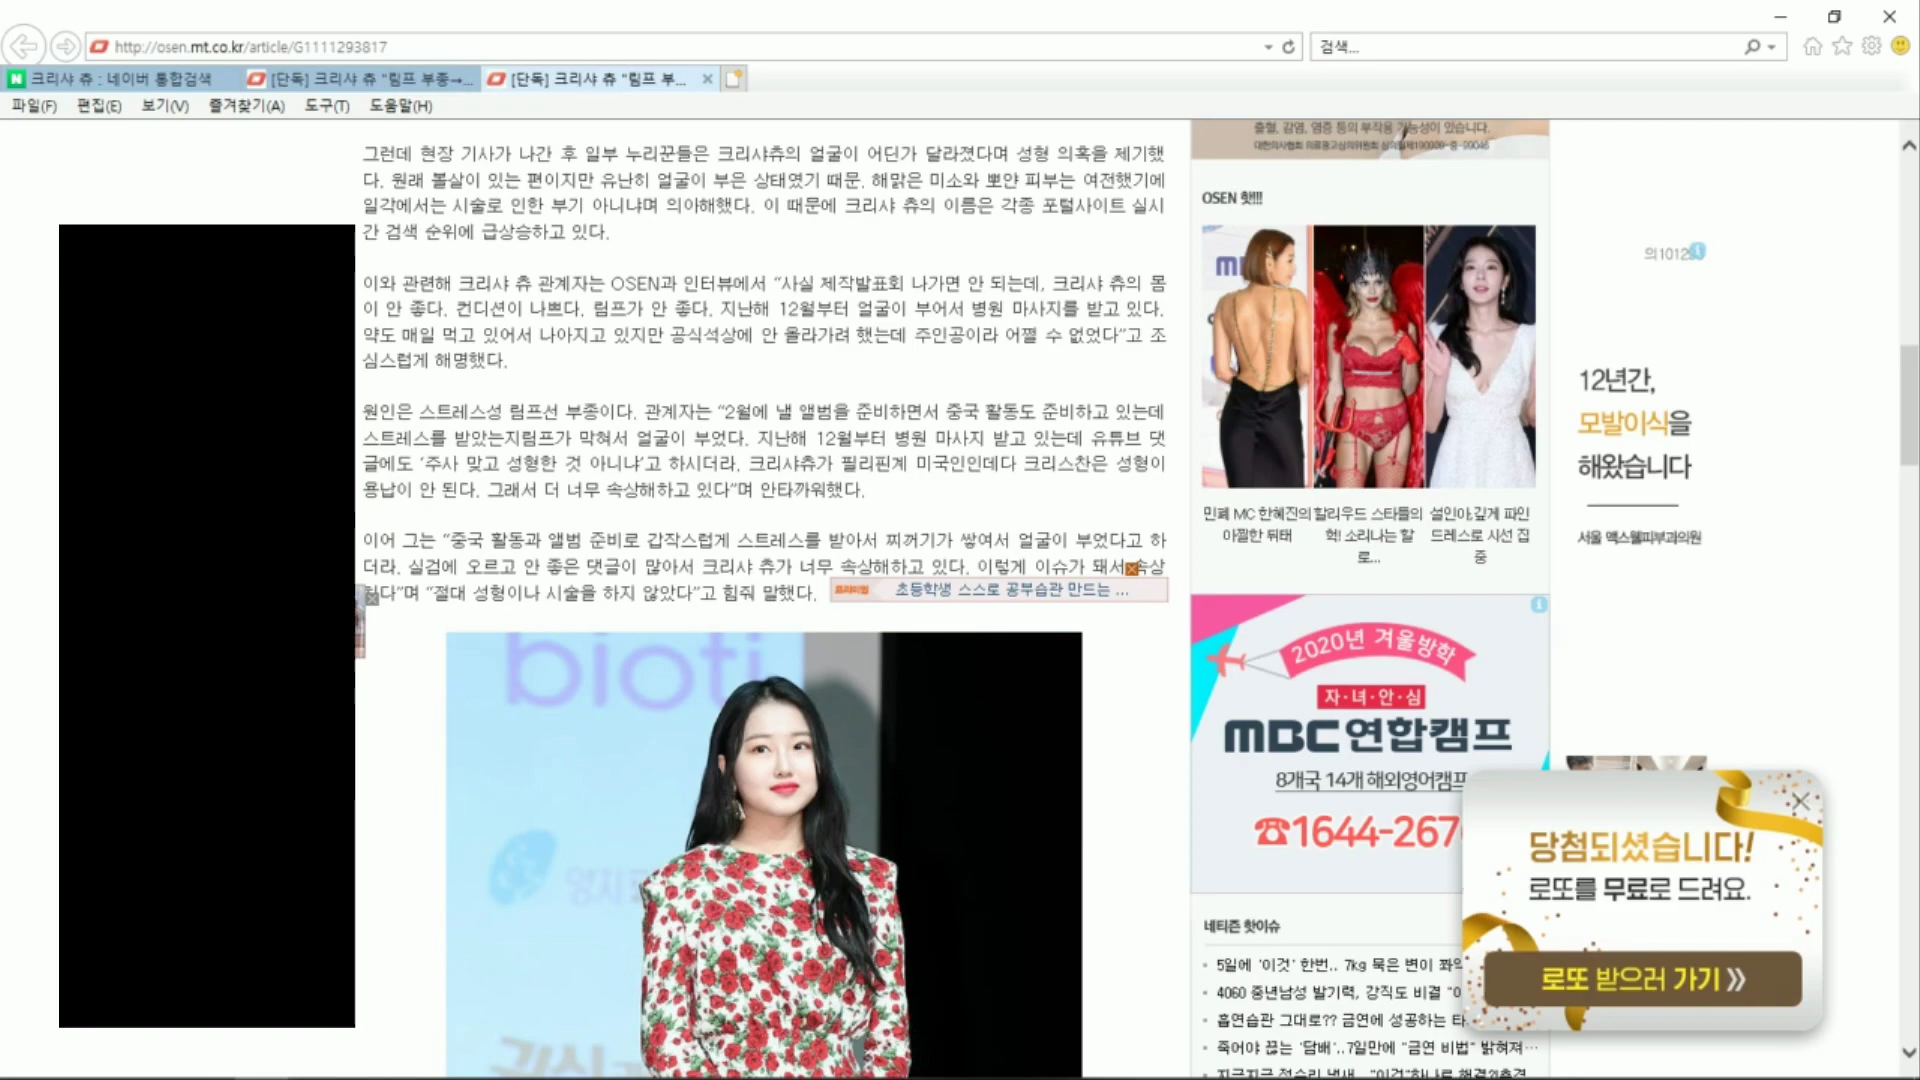 http://osen.mt.co.kr/article/G1111293817
검색...
크리샤 츄 : 네이버 통합검색
[단독] 크리샤 츄 "림프 부종→...
[단독] 크리샤 츄 "림프 부...
파일(F) 편집(E) 보기(V) 즐겨찾기(A) 도구(T) 도움말(H)
그런데 현장 기사가 나간 후 일부 누리꾼들은 크리샤츄의 얼굴이 어딘가 달라졌다며 성형 의혹을 제기했
다. 원래 볼살이 있는 편이지만 유난히 얼굴이 부은 상태였기 때문. 해맑은 미소와 뽀얀 피부는 여전했기에
일각에서는 시술로 인한 부기 아니냐며 의아해했다. 이 때문에 크리샤 츄의 이름은 각종 포털사이트 실시
간 검색 순위에 급상승하고 있다.
이와 관련해 크리샤 츄 관계자는 OSEN과 인터뷰에서 “사실 제작발표회 나가면 안 되는데, 크리샤 츄의 몸
이 안 좋다. 컨디션이 나쁘다. 림프가 안 좋다. 지난해 12월부터 얼굴이 부어서 병원 마사지를 받고 있다.
약도 매일 먹고 있어서 나아지고 있지만 공식석상에 안 올라가려 했는데 주인공이라 어쩔 수 없었다”고 조
심스럽게 해명했다.
원인은 스트레스성 림프선 부종이다. 관계자는 “2월에 낼 앨범을 준비하면서 중국 활동도 준비하고 있는데
스트레스를 받았는지림프가 막혀서 얼굴이 부었다. 지난해 12월부터 병원 마사지 받고 있는데 유튜브 댓
글에도 ‘주사 맞고 성형한 것 아니냐’고 하시더라. 크리샤츄가 필리핀계 미국인인데다 크리스찬은 성형이
용납이 안 된다. 그래서 더 너무 속상해하고 있다”며 안타까워했다.
이어 그는 “중국 활동과 앨범 준비로 갑작스럽게 스트레스를 받아서 찌꺼기가 쌓여서 얼굴이 부었다고 하
더라. 실검에 오르고 안 좋은 댓글이 많아서 크리샤 츄가 너무 속상해하고 있다. 이렇게 이슈가 돼서 속상
하다”며 “절대 성형이나 시술을 하지 않았다”고 힘줘 말했다.
프리미엄 초등학생 스스로 공부습관 만드는 ...
bioti
출혈, 감염, 염증 등의 부작용 가능성이 있습니다.
OSEN 핫!!!
민폐 MC 한혜진의 아찔한 뒤태
할리우드 스타들의 헉! 소리나는 할로...
설인아, 깊게 파인 드레스로 시선 집중
2020년 겨울방학
자·녀·안·심
MBC연합캠프
8개국 14개 해외영어캠프
☎1644-267
네티즌 핫이슈
5일에 '이것' 한번.. 7kg 묵은 변이 쫘악
4060 중년남성 발기력, 강직도 비결
흡연습관 그대로?? 금연에 성공하는
죽어야 끊는 '담배'..7일만에 "금연 비법" 밝혀져…
12년간,
모발이식을
해왔습니다
서울 맥스웰피부과의원
당첨되셨습니다!
로또를 무료로 드려요.
로또 받으러 가기 》